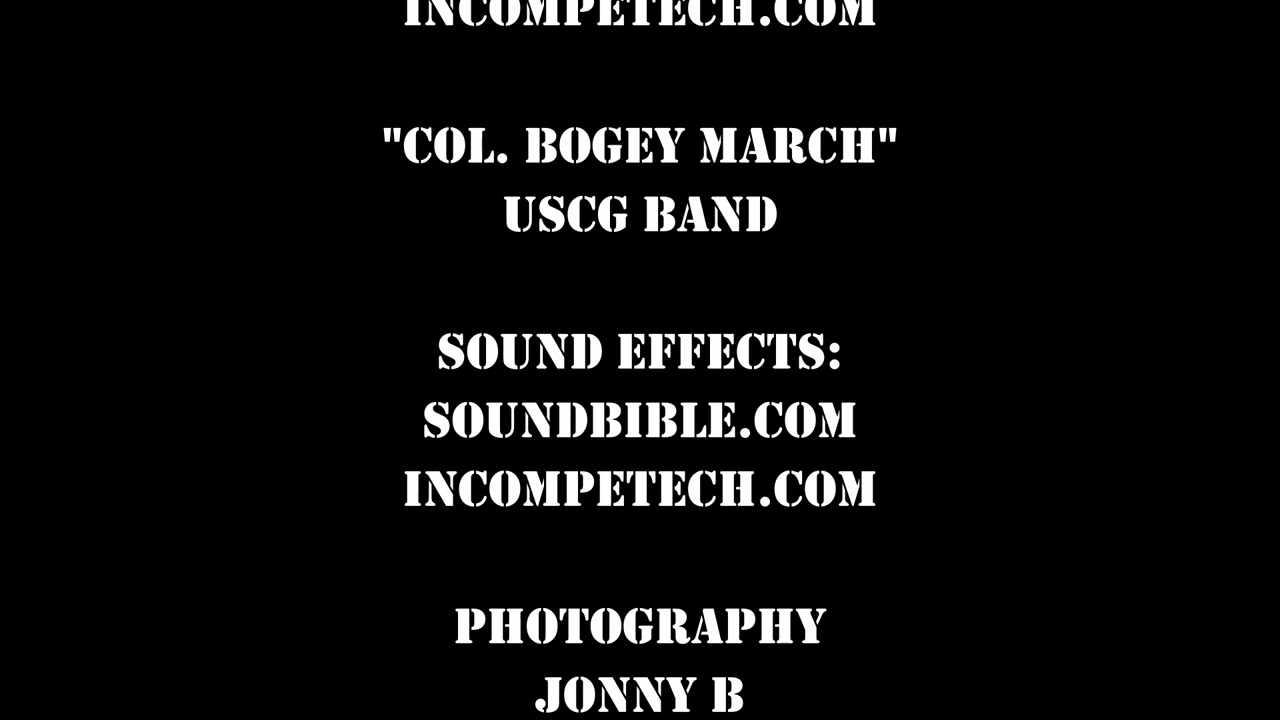 INCOMPETECH.COM
"COL. BOGEY MARCH"
USCG BAND
SOUND EFFECTS:
SOUNDBIBLE.COM
INCOMPETECH.COM
PHOTOGRAPHY
JONNY B